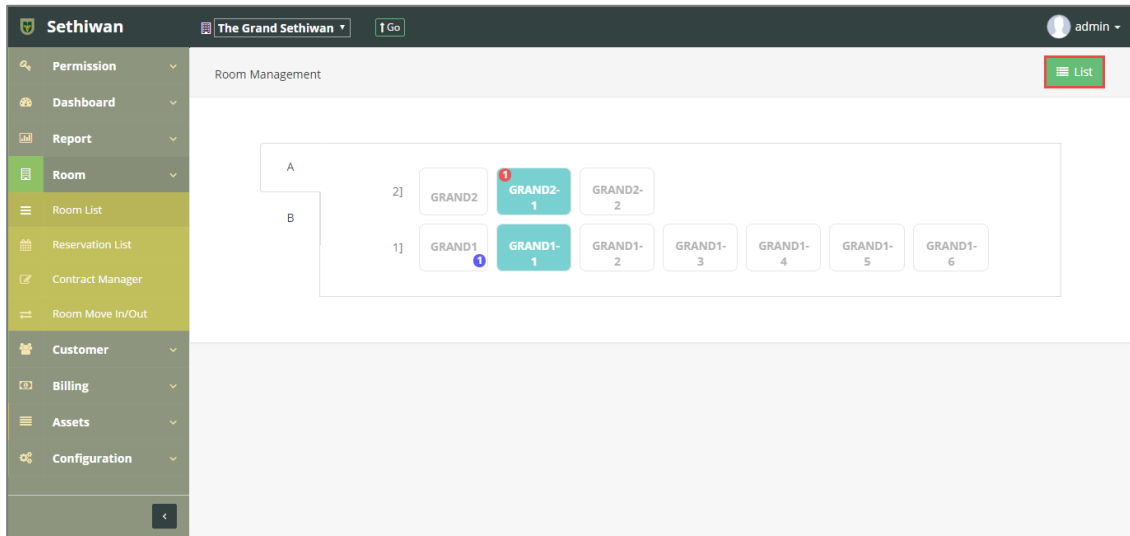 Sethiwan
The Grand Sethiwan
Go
admin
Permission
Dashboard
Report
Room
Room List
Reservation List
Contract Manager
Room Move In/Out
Customer
Billing
Assets
Configuration
Room Management
List
A
B
2]
GRAND2
1
GRAND2-
1
GRAND2-
2
1]
GRAND1
1
GRAND1-
1
GRAND1-
2
GRAND1-
3
GRAND1-
4
GRAND1-
5
GRAND1-
6